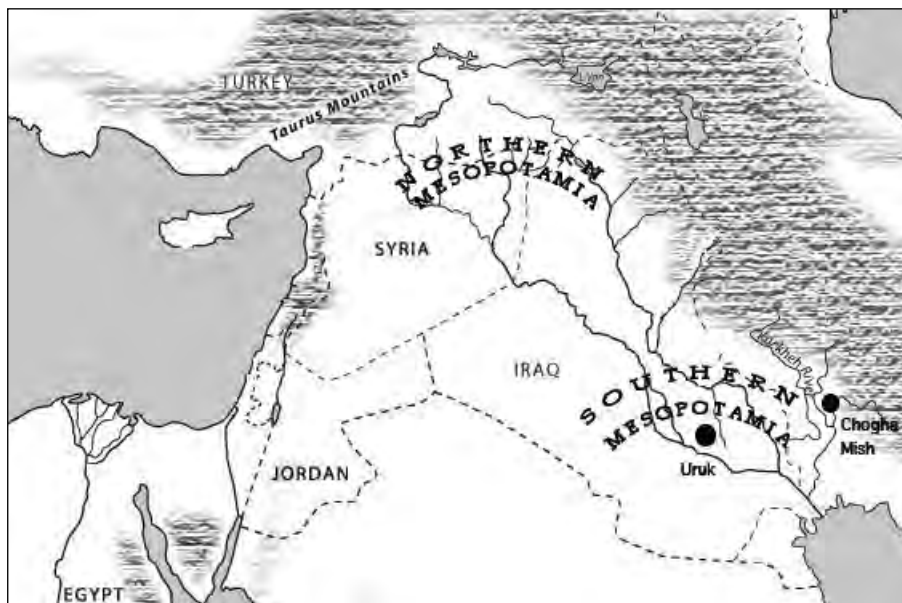 TURKEY
Taurus Mountains
NORTHERN
MESOPOTAMIA
SYRIA
IRAQ
SOUTHERN
MESOPOTAMIA
Chogha
Mish
Uruk
JORDAN
EGYPT